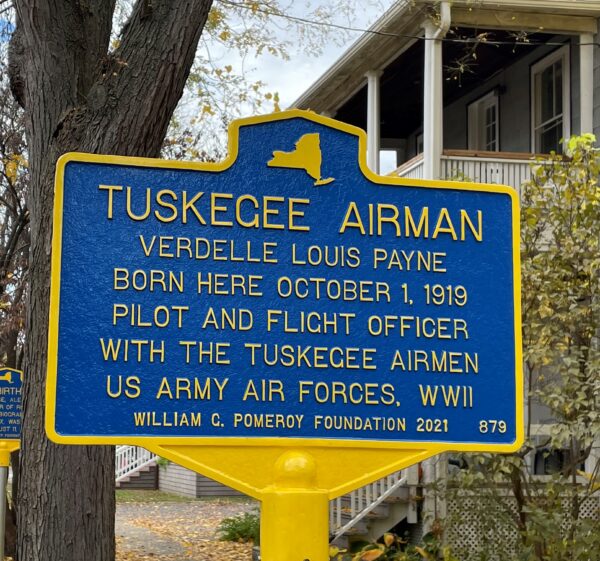 TUSKEGEE AIRMAN
VERDELLE LOUIS PAYNE
BORN HERE OCTOBER 1, 1919
PILOT AND FLIGHT OFFICER
WITH THE TUSKEGEE AIRMEN
US ARMY AIR FORCES, WWII
WILLIAM G. POMEROY FOUNDATION 2021 879